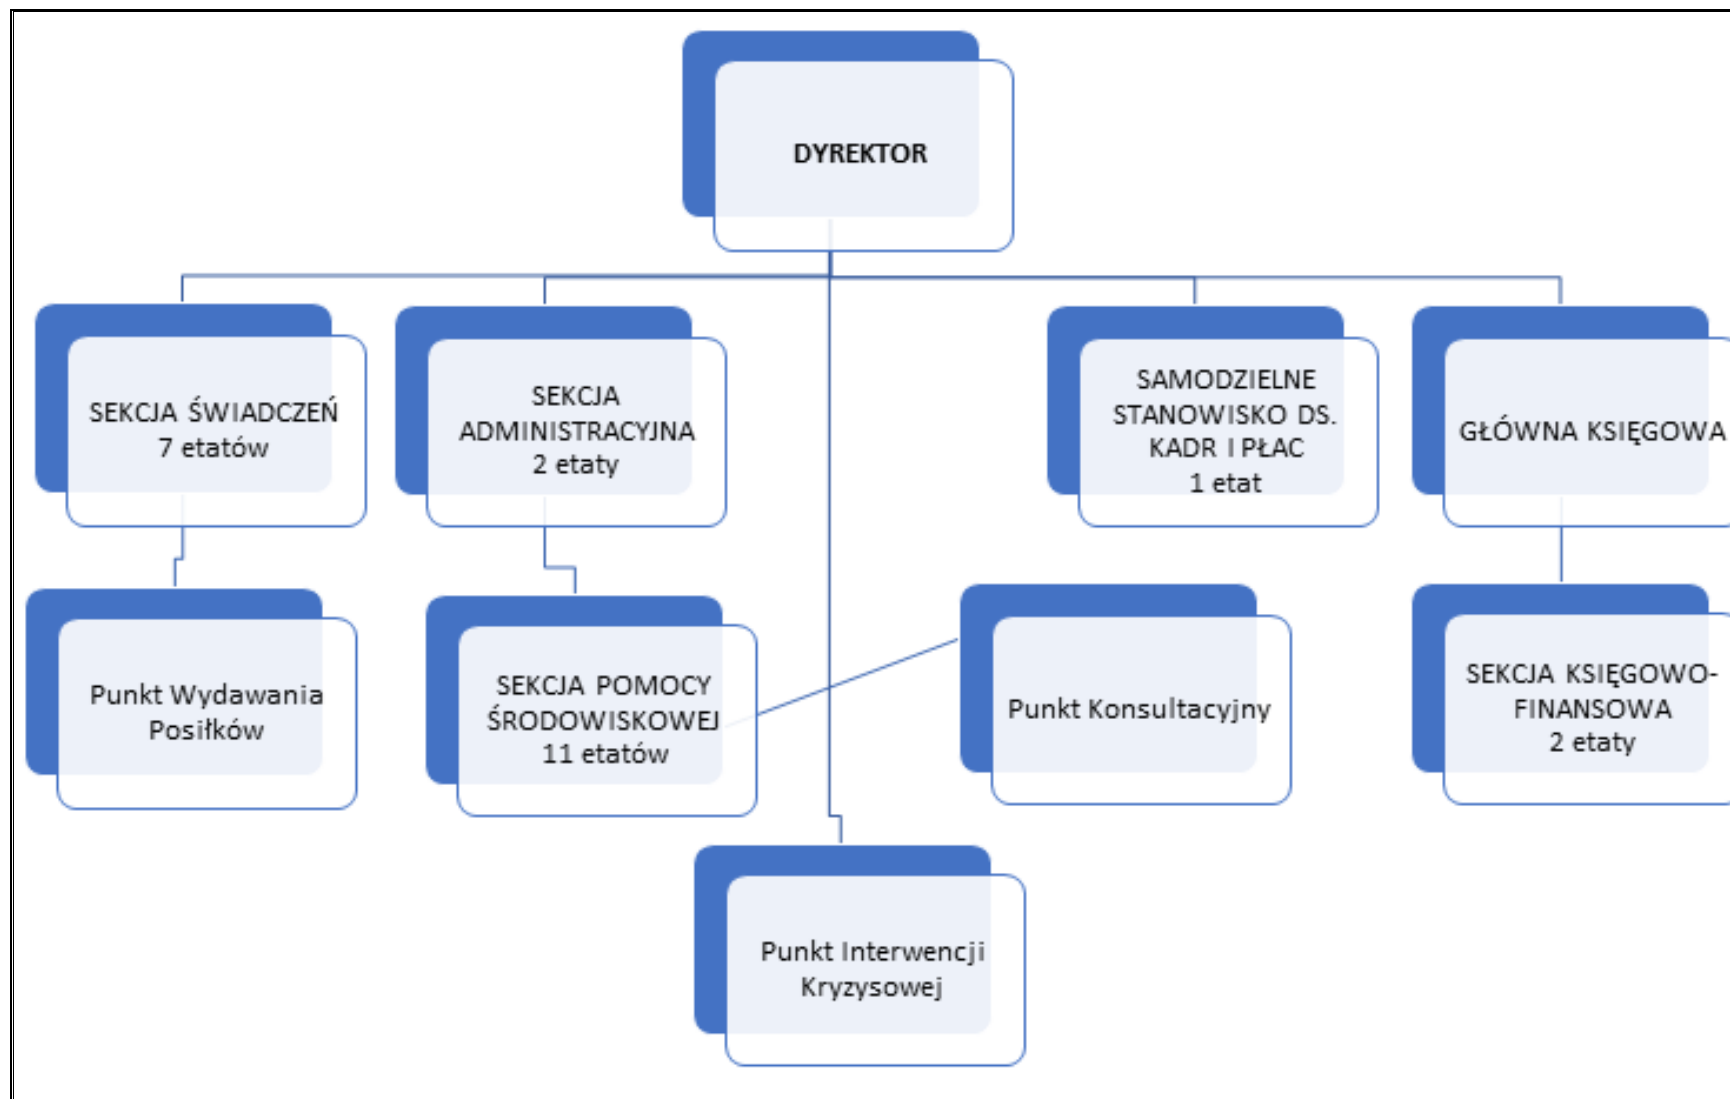 DYREKTOR
SEKCJA ŚWIADCZEŃ
7 etatów
SEKCJA
ADMINISTRACYJNA
2 etaty
SAMODZIELNE
STANOWISKO DS.
KADR I PŁAC
1 etat
GŁÓWNA KSIĘGOWA
Punkt Wydawania
Posiłków
SEKCJA POMOCY
ŚRODOWISKOWEJ
11 etatów
Punkt Konsultacyjny
SEKCJA KSIĘGOWO-
FINANSOWA
2 etaty
Punkt Interwencji
Kryzysowej